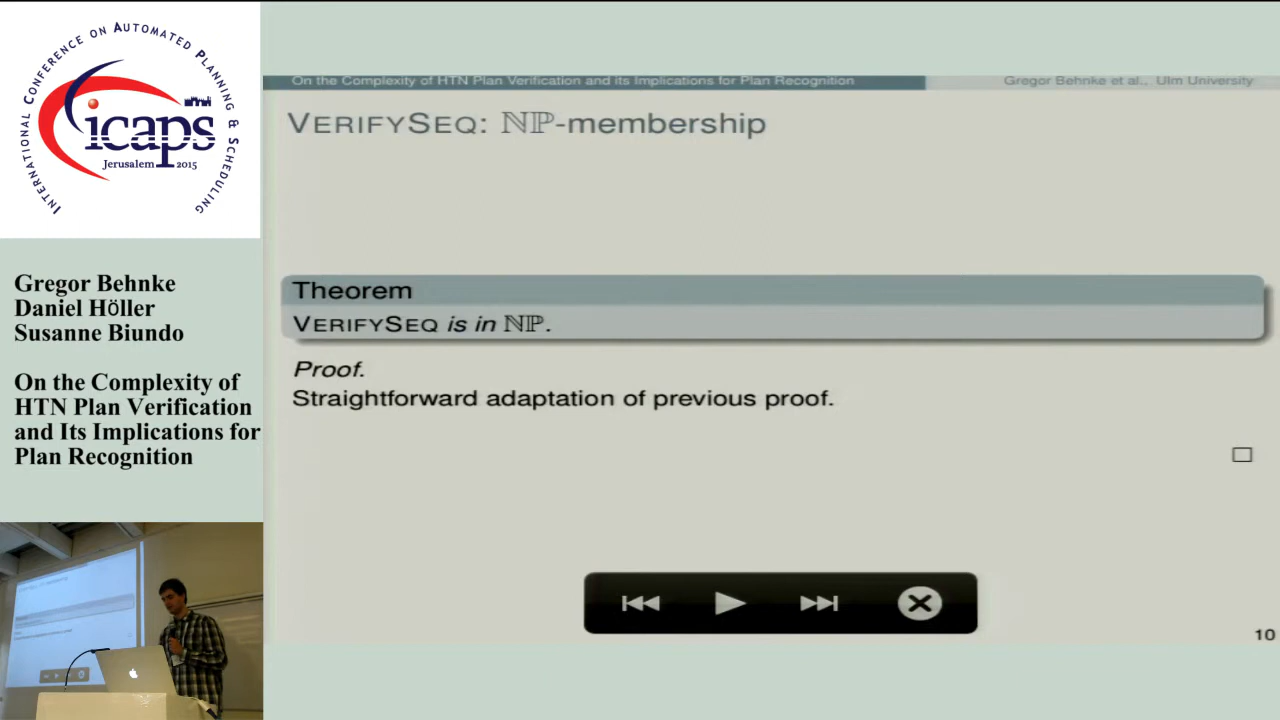 INTERNATIONAL CONFERENCE ON AUTOMATED PLANNING & SCHEDULING
icaps
Jerusalem 2015
Gregor Behnke
Daniel Höller
Susanne Biundo
On the Complexity of
HTN Plan Verification
and Its Implications for
Plan Recognition
On the Complexity of HTN Plan Verification and its Implications for Plan Recognition
Gregor Behnke et al., Ulm University
VERIFYSEQ: ℕℙ-membership
Theorem
VERIFYSEQ is in ℕℙ.
Proof.
Straightforward adaptation of previous proof.
10